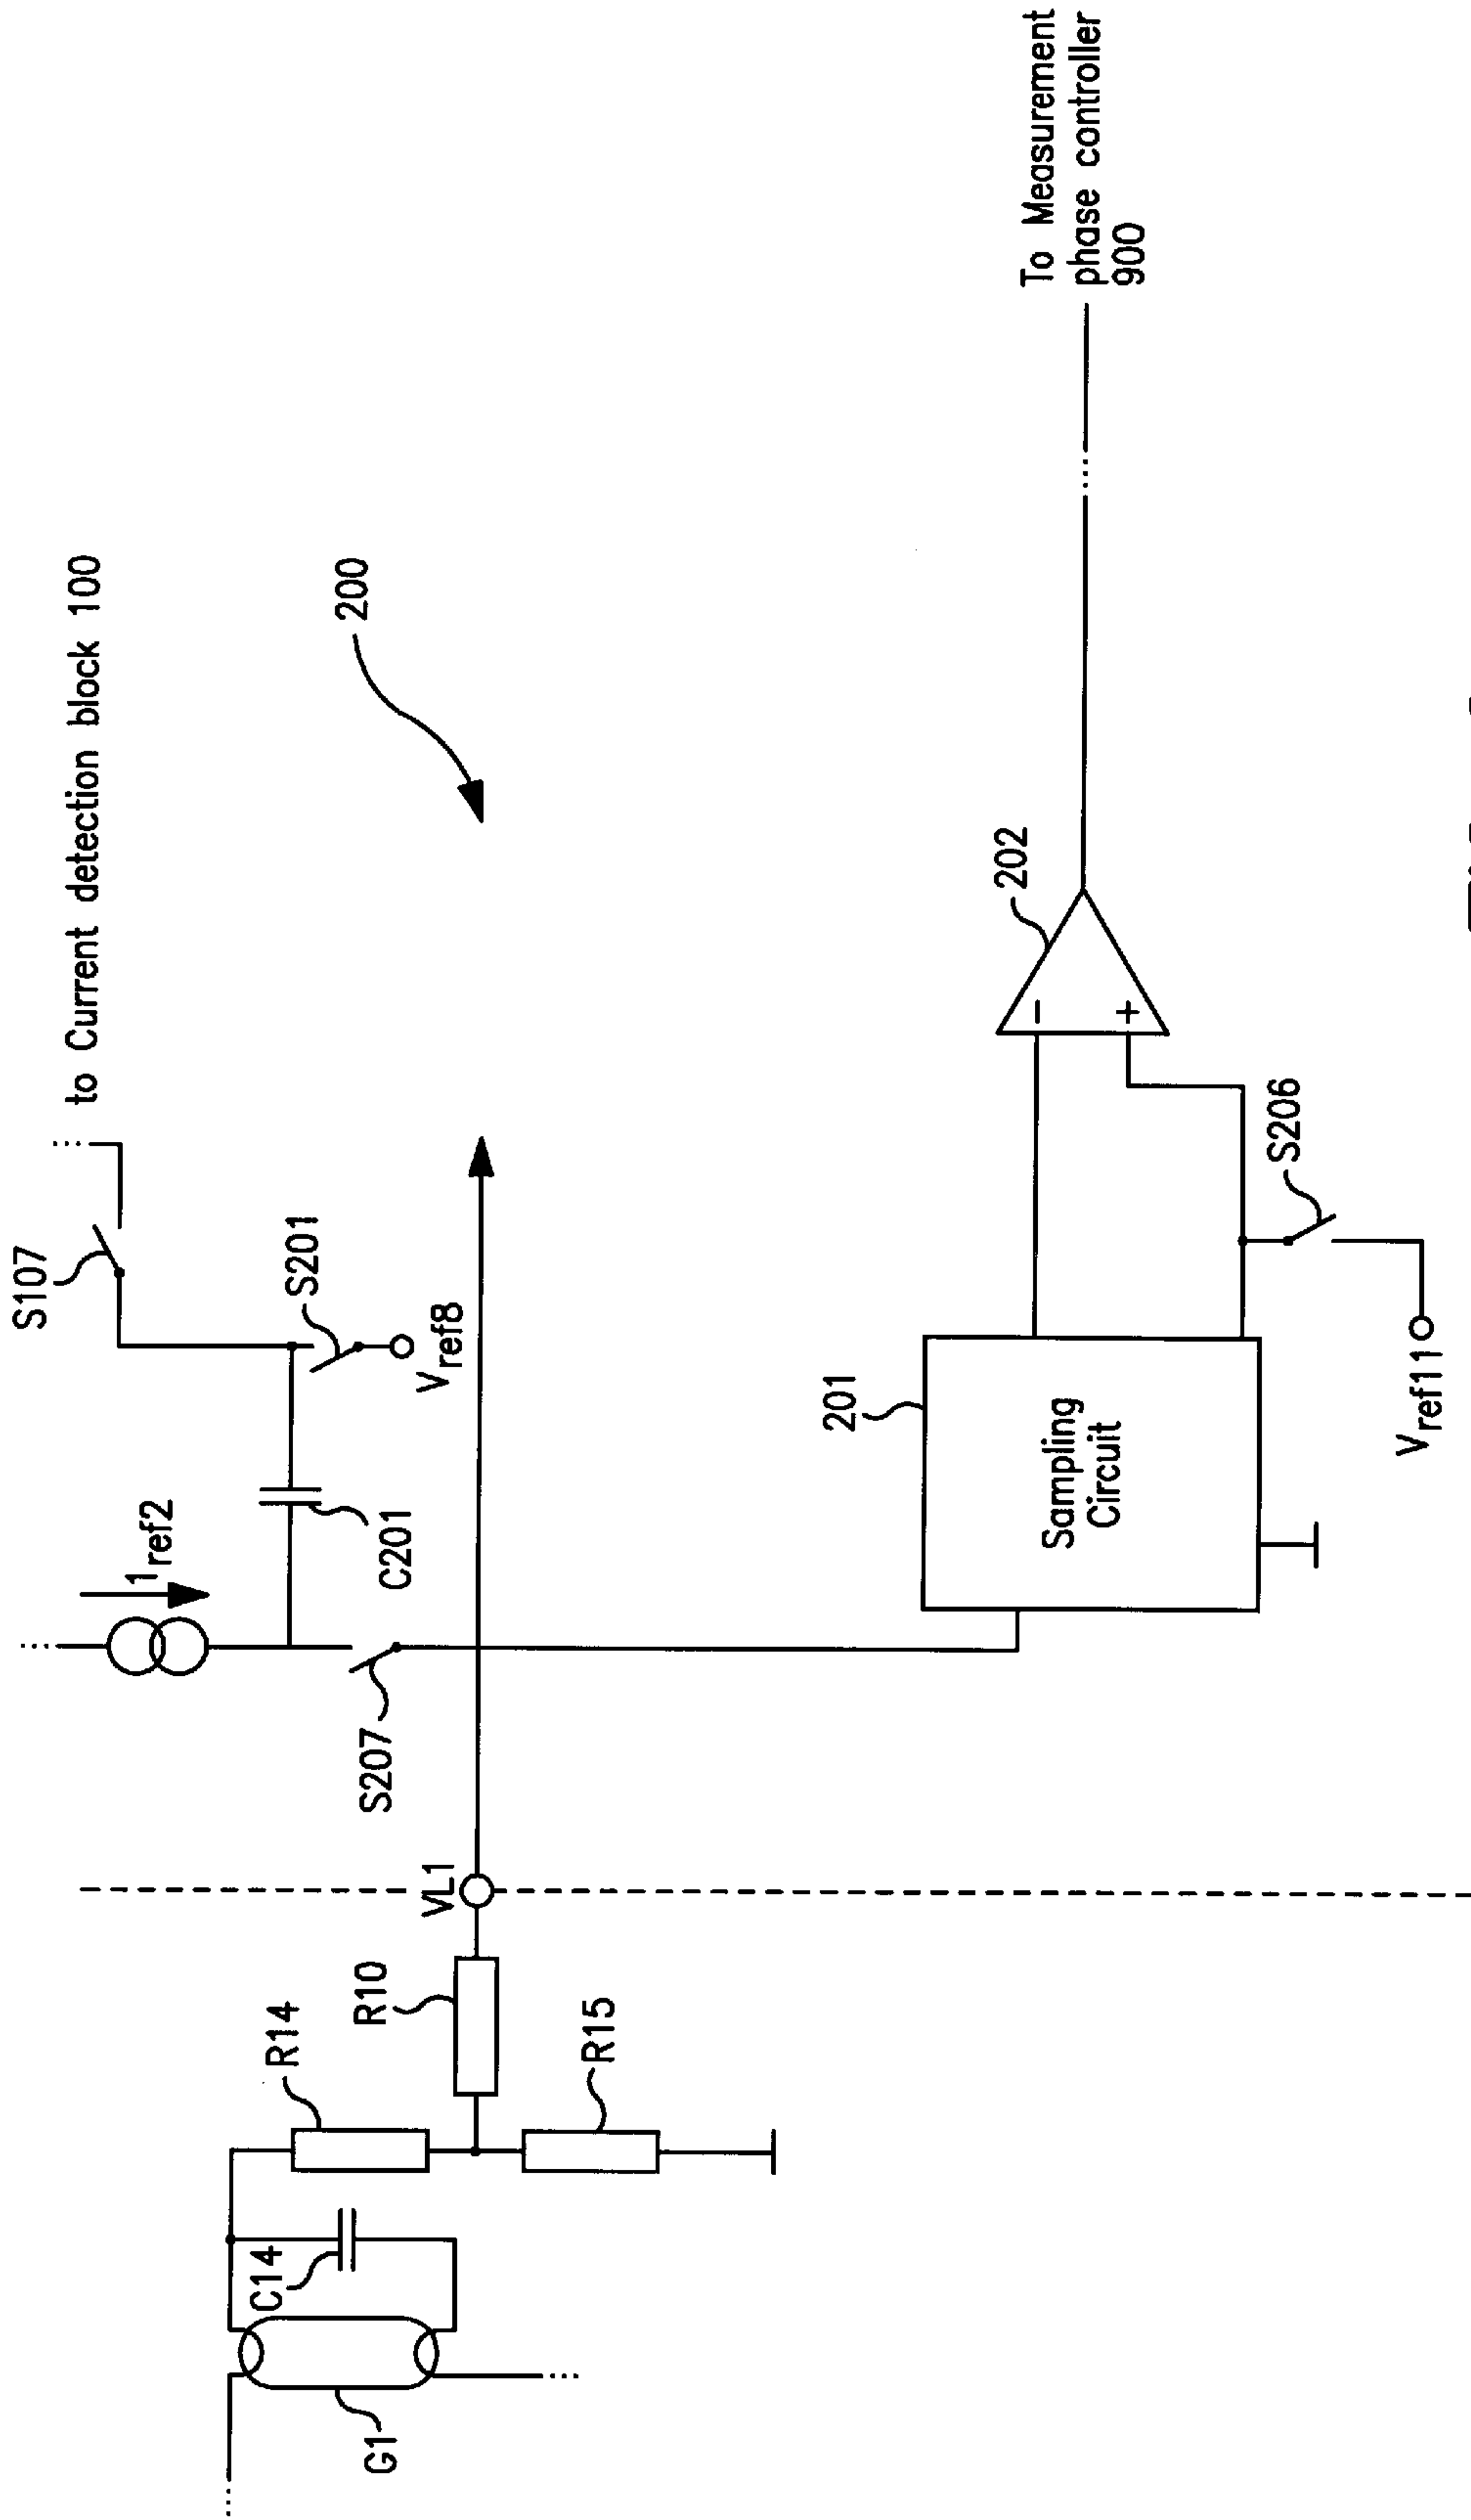 S107
to Current detection block 100
Iref2
S201
C201
Vref8
200
S207
VL1
R14
R10
R15
C14
G1
201
Sampling
Circuit
202
To Measurement
phase controller
900
S206
Vref11